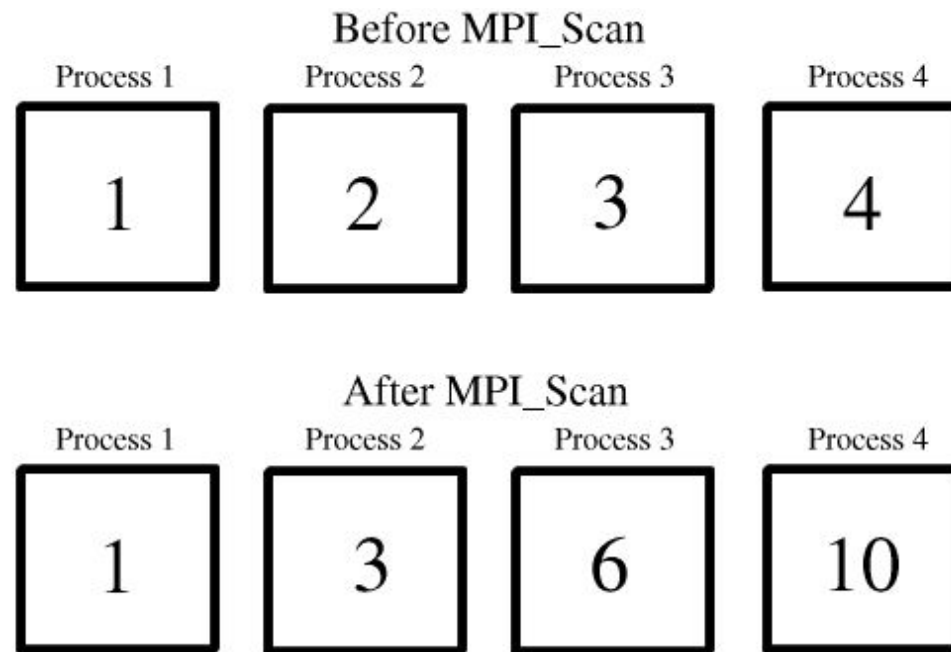 Before MPI_Scan
Process 1 Process 2 Process 3 Process 4
1 2 3 4
After MPI_Scan
Process 1 Process 2 Process 3 Process 4
1 3 6 10